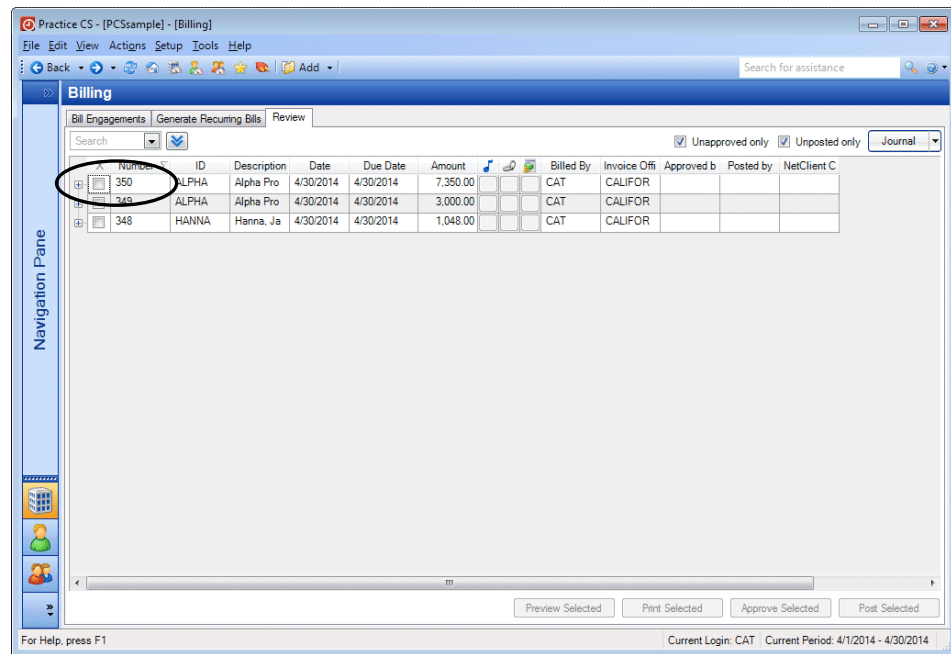 Practice CS - [PCSsample] - [Billing]
File Edit View Actions Setup Tools Help
Back Add Search for assistance
Billing
Bill Engagements Generate Recurring Bills Review
Search Unapproved only Unposted only Journal
X Number ID Description Date Due Date Amount Billed By Invoice Offi Approved b Posted by NetClient C
350 ALPHA Alpha Pro 4/30/2014 4/30/2014 7,350.00 CAT CALIFOR
349 ALPHA Alpha Pro 4/30/2014 4/30/2014 3,000.00 CAT CALIFOR
348 HANNA Hanna, Ja 4/30/2014 4/30/2014 1,048.00 CAT CALIFOR
Navigation Pane
Preview Selected Print Selected Approve Selected Post Selected
For Help, press F1 Current Login: CAT Current Period: 4/1/2014 - 4/30/2014